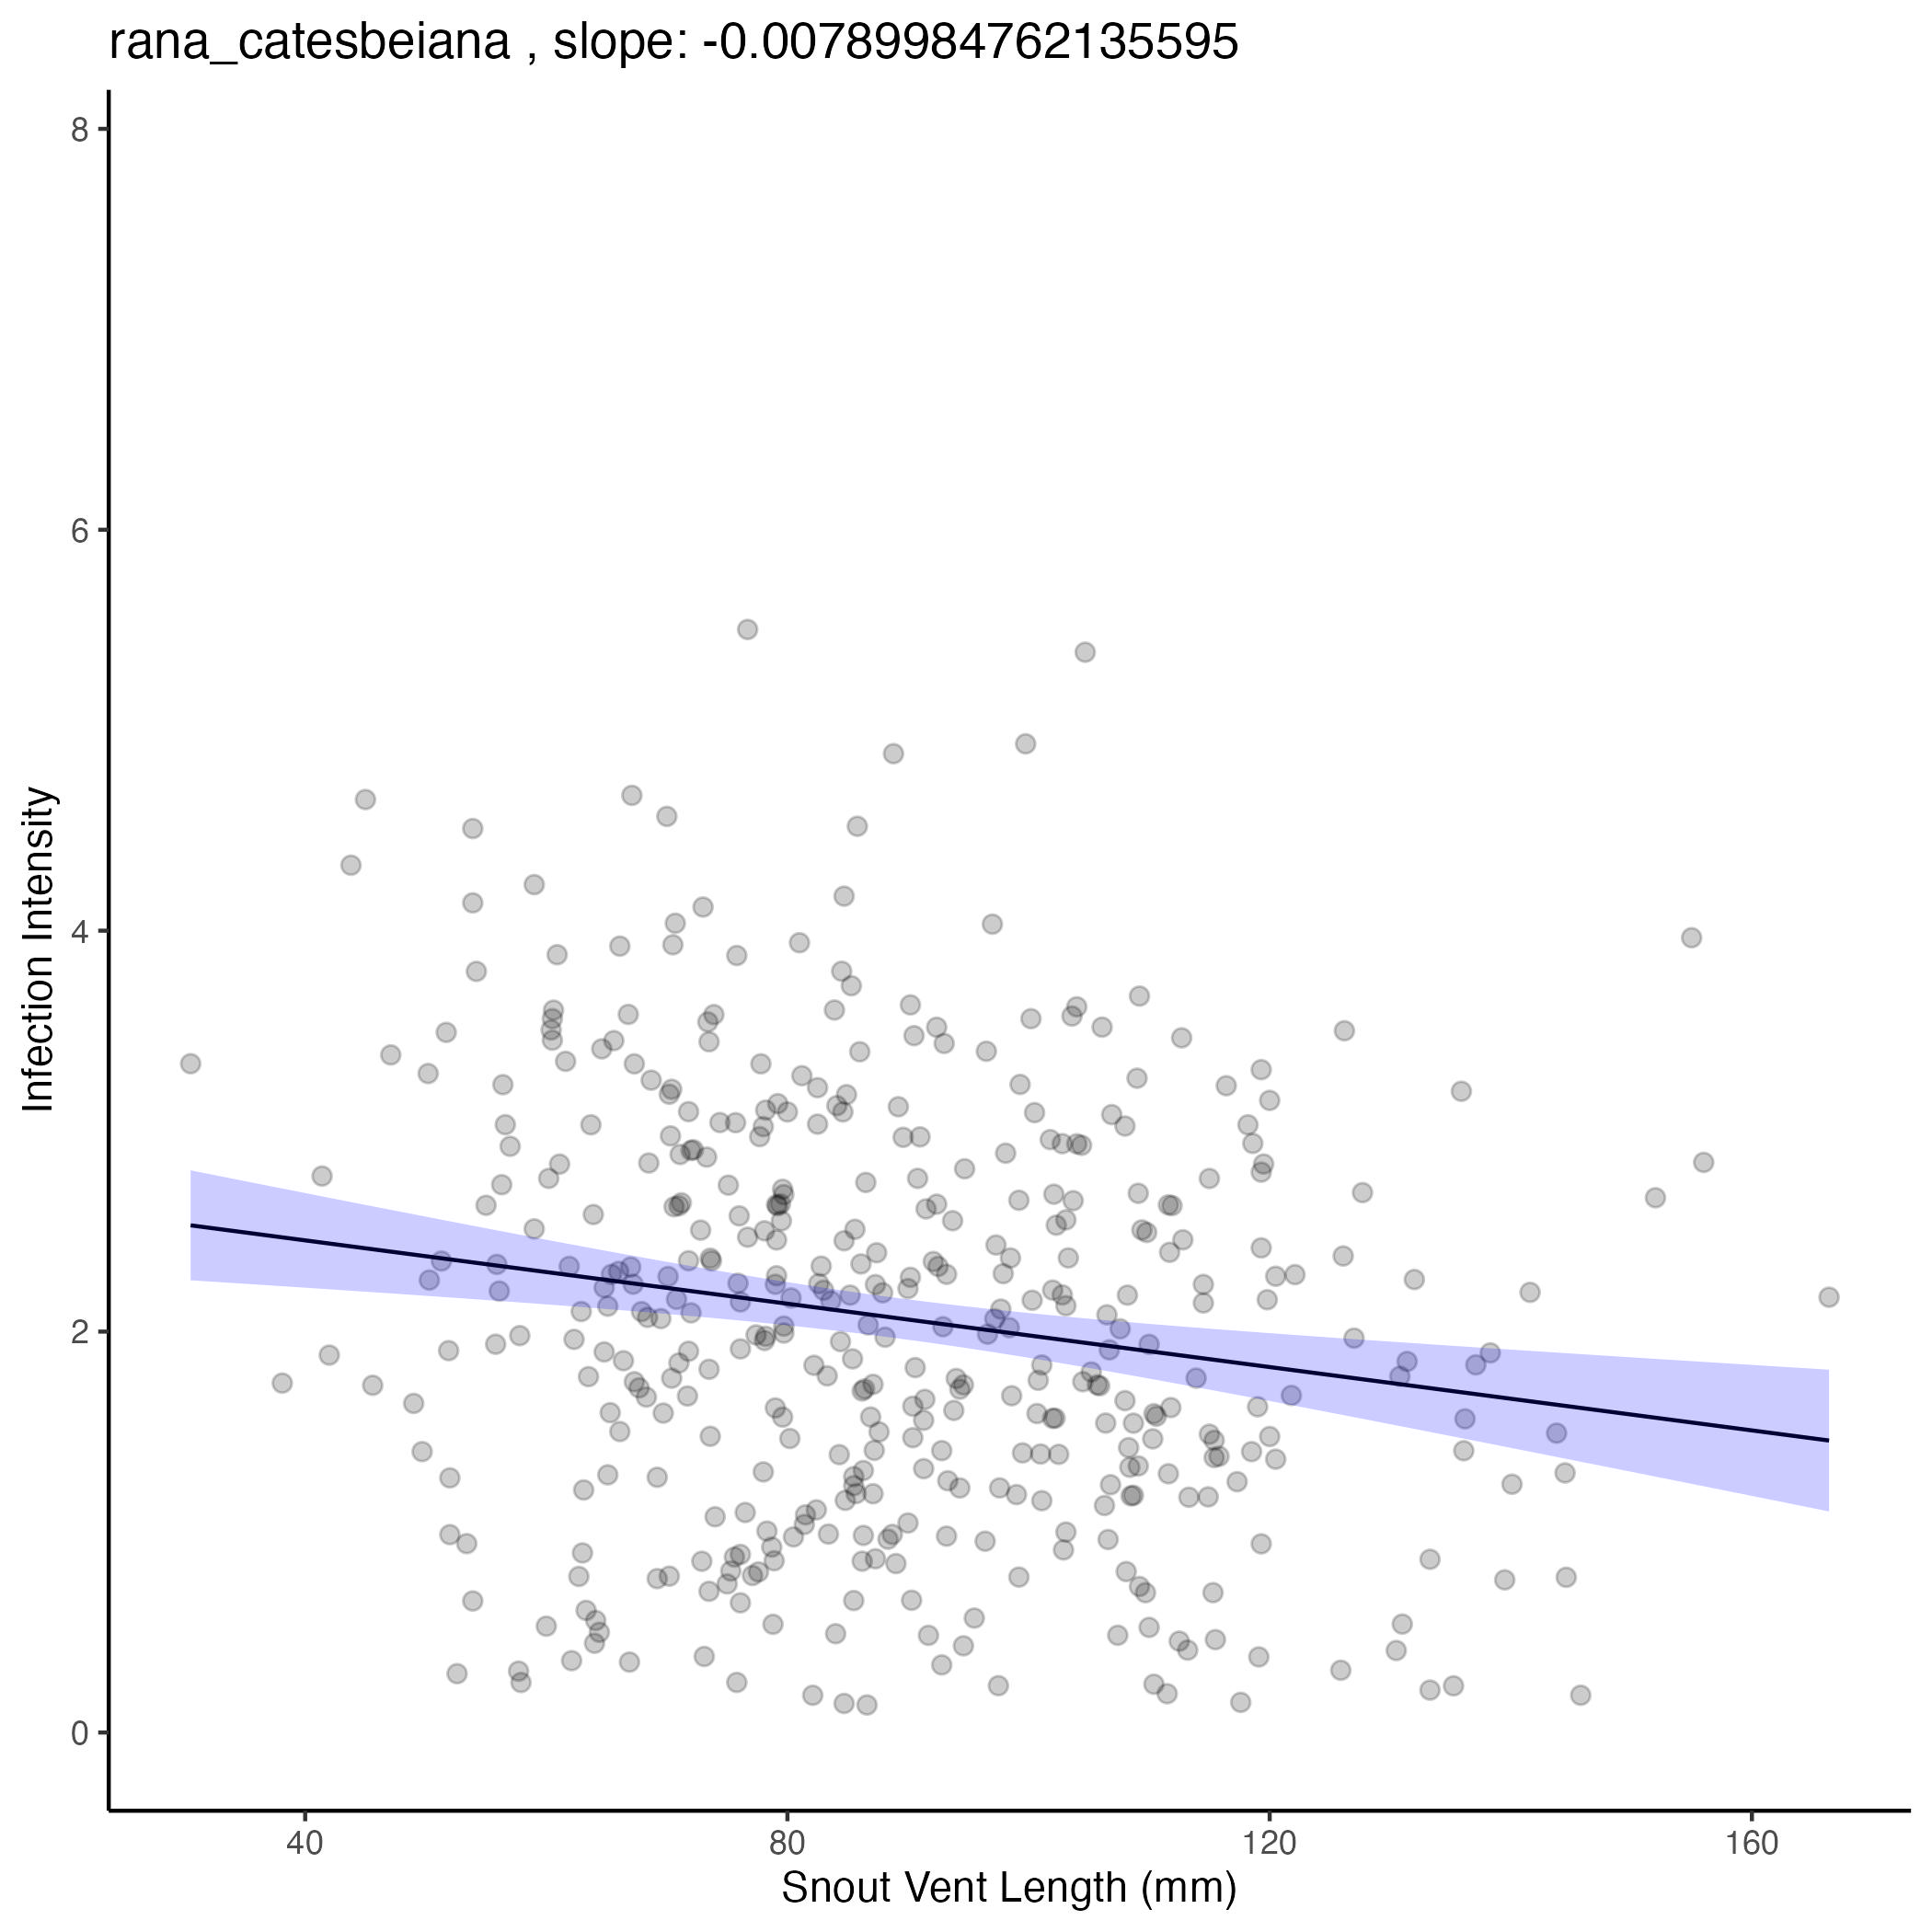 rana_catesbeiana , slope: -0.00789984762135595
Infection Intensity
8
6
4
2
0
40 80 120 160
Snout Vent Length (mm)